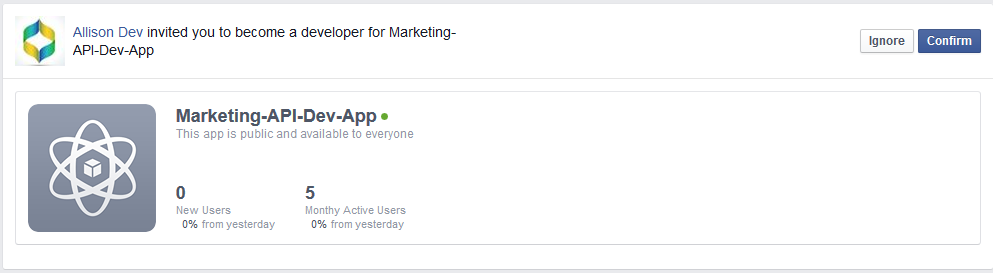 Allison Dev invited you to become a developer for Marketing-
API-Dev-App
Ignore
Confirm
Marketing-API-Dev-App
This app is public and available to everyone
0
5
New Users
Monthy Active Users
0% from yesterday
0% from yesterday